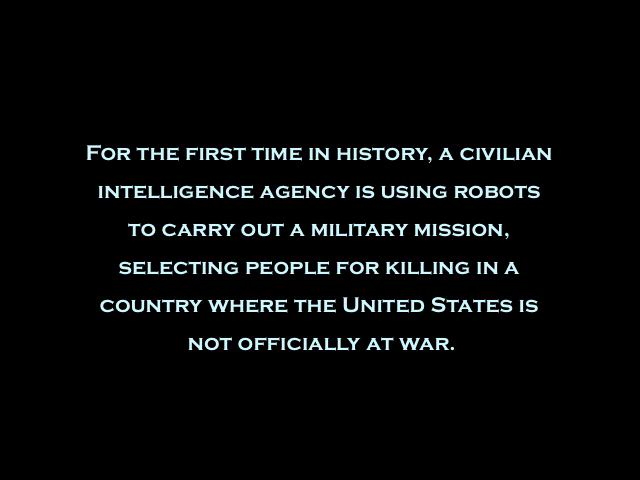 For the first time in history, a civilian
intelligence agency is using robots
to carry out a military mission,
selecting people for killing in a
country where the United States is
not officially at war.